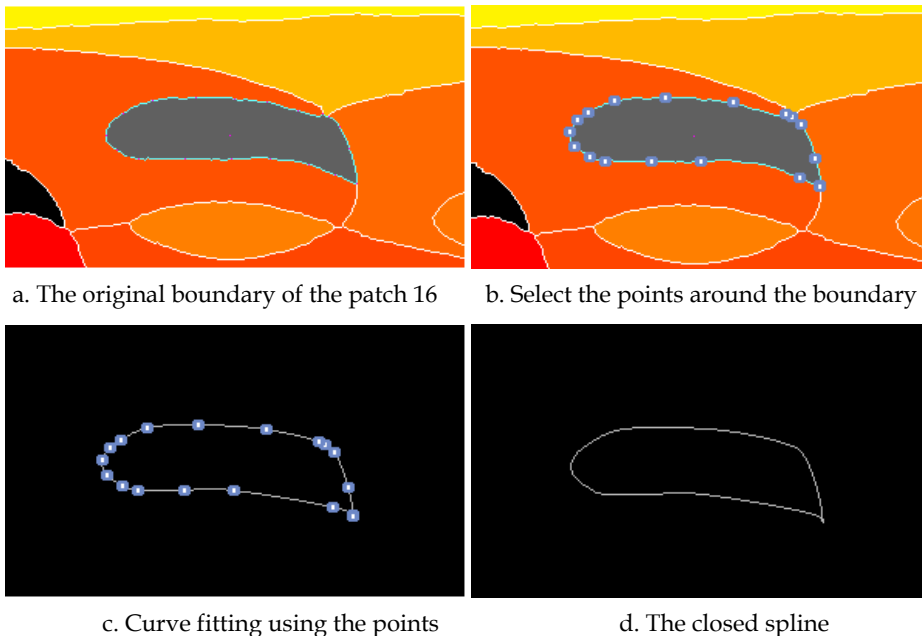 a. The original boundary of the patch 16
b. Select the points around the boundary
c. Curve fitting using the points
d. The closed spline